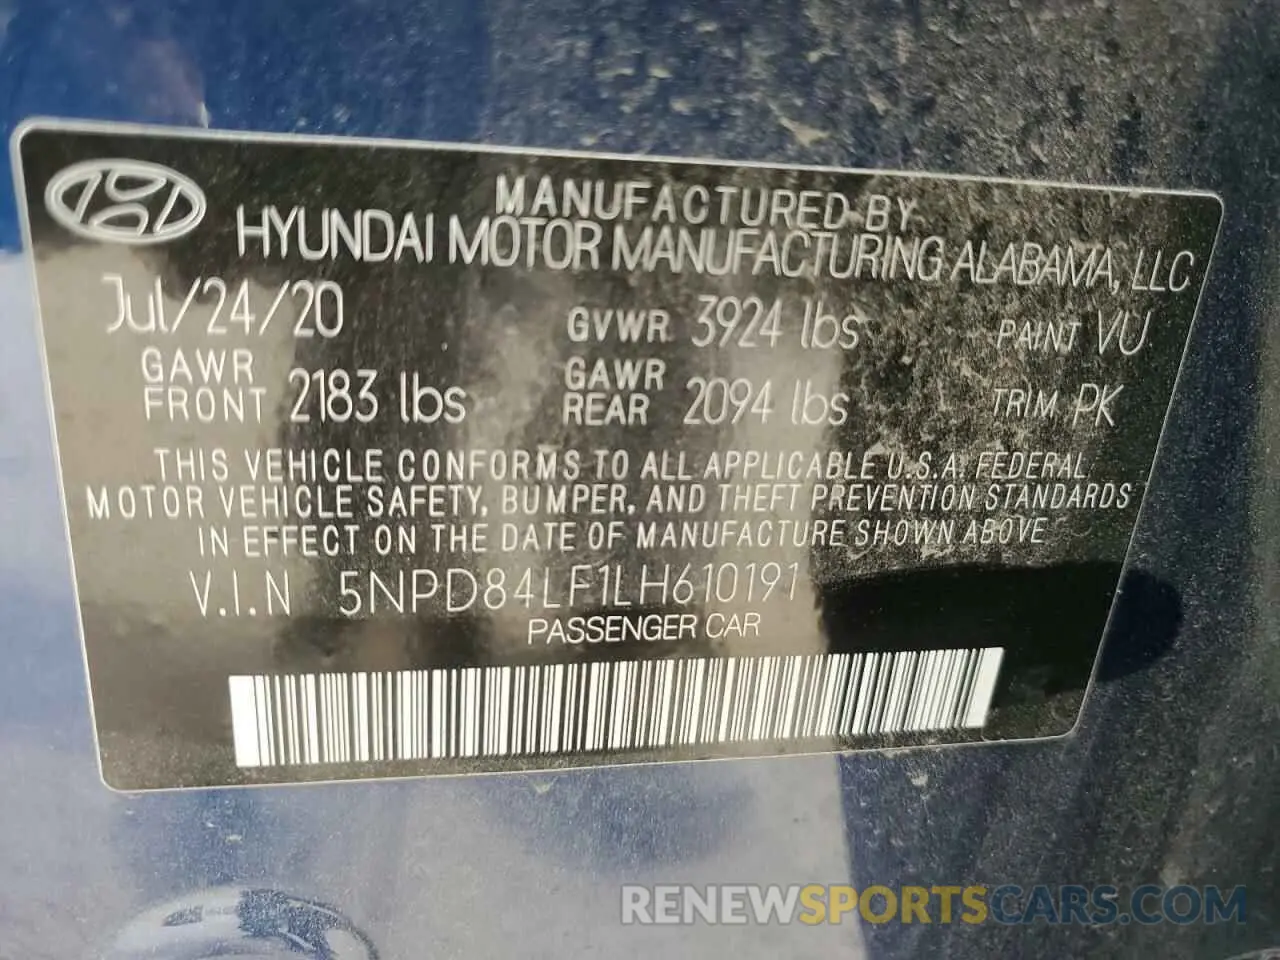 MANUFACTURED BY
HYUNDAI MOTOR MANUFACTURING ALABAMA, LLC
Jul/24/20 GVWR 3924 lbs PAINT VU
GAWR FRONT 2183 lbs GAWR REAR 2094 lbs TRIM PK
THIS VEHICLE CONFORMS TO ALL APPLICABLE U.S.A. FEDERAL
MOTOR VEHICLE SAFETY, BUMPER, AND THEFT PREVENTION STANDARDS
IN EFFECT ON THE DATE OF MANUFACTURE SHOWN ABOVE
V.I.N 5NPD84LF1LH610191
PASSENGER CAR
RENEWSPORTSCARS.COM